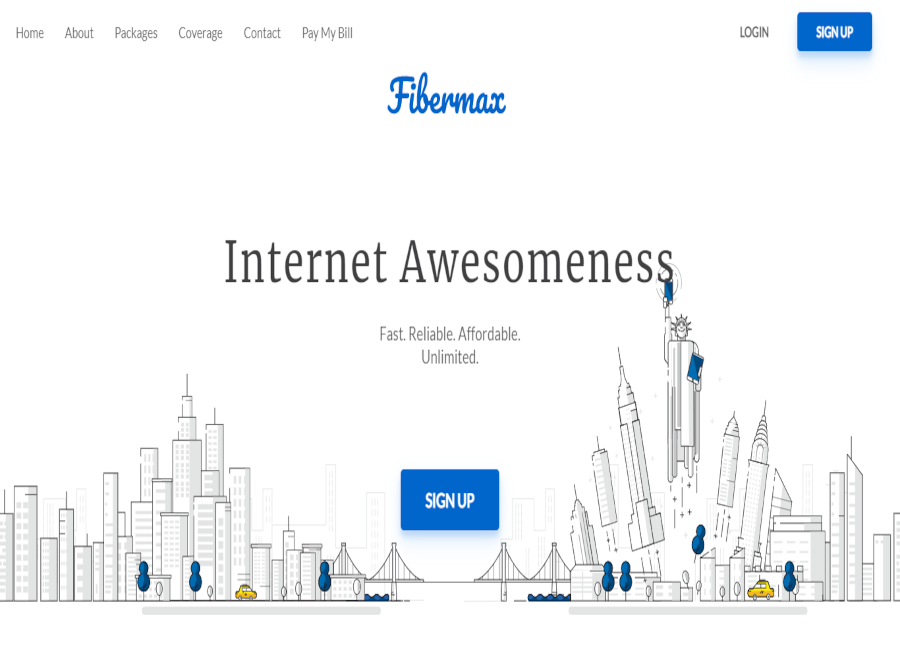 Home About Packages Coverage Contact Pay My Bill LOGIN SIGN UP
Fibermax
Internet Awesomeness
Fast. Reliable. Affordable.
Unlimited.
SIGN UP